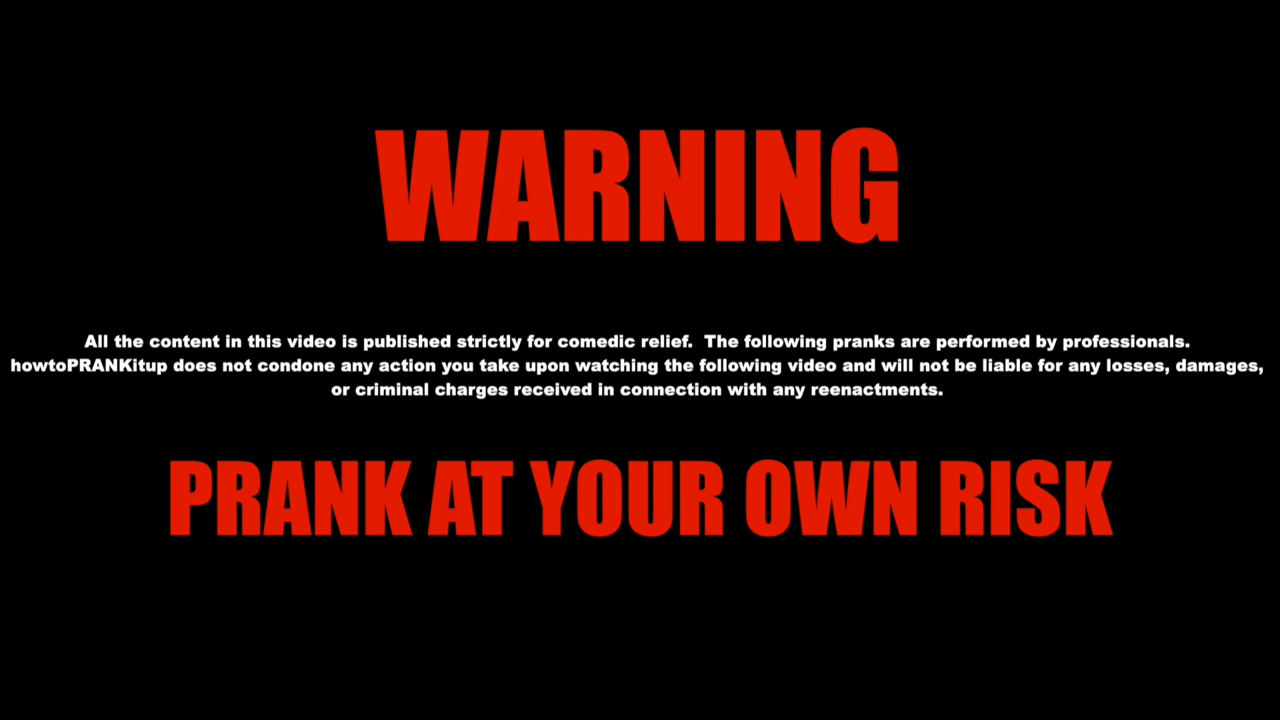 WARNING
All the content in this video is published strictly for comedic relief.  The following pranks are performed by professionals.
howtoPRANKitup does not condone any action you take upon watching the following video and will not be liable for any losses, damages,
or criminal charges received in connection with any reenactments.
PRANK AT YOUR OWN RISK